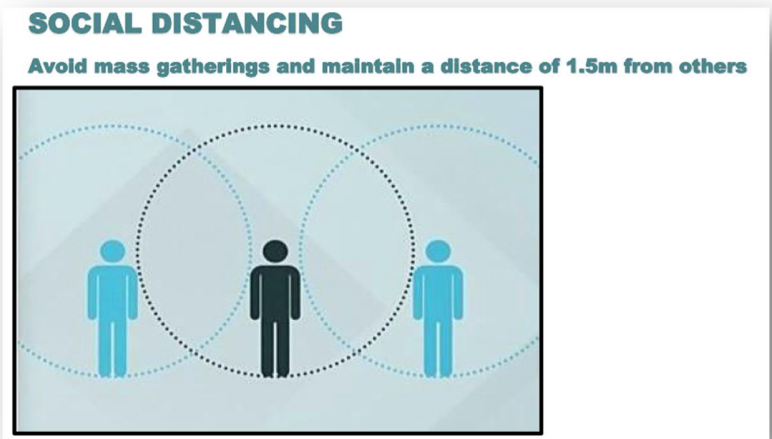 SOCIAL DISTANCING
Avoid mass gatherings and maintain a distance of 1.5m from others